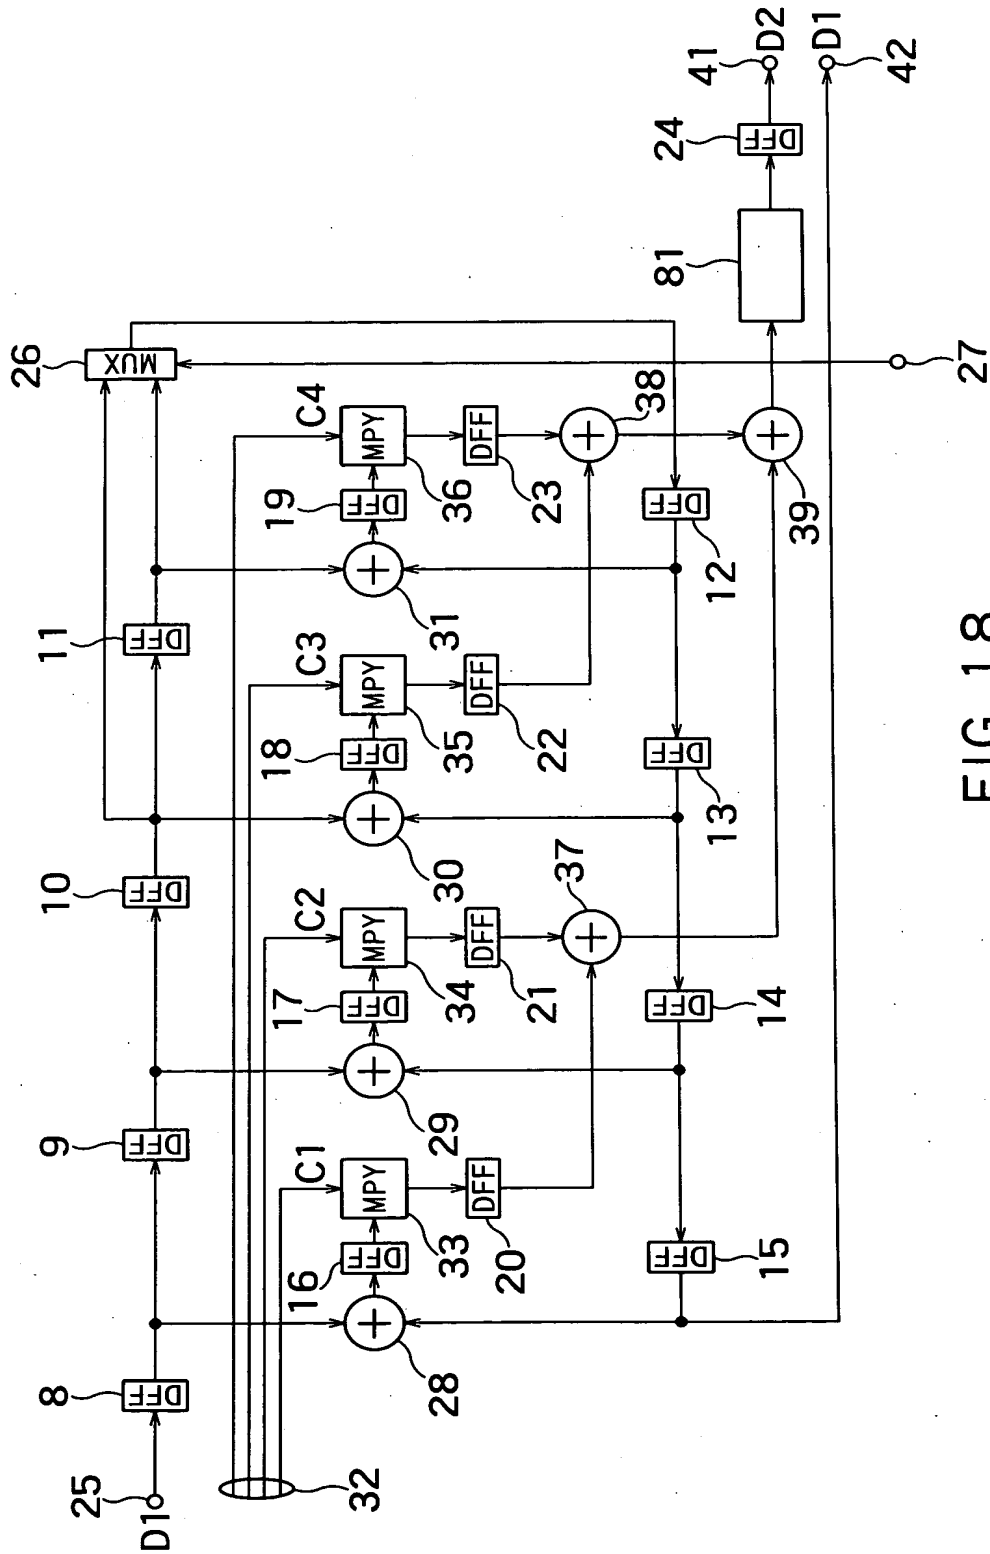 25
D1
8
DFF
9
DFF
10
DFF
11
DFF
26
MUX
32
C1
C2
C3
C4
28
+
16
DFF
MPY
33
29
+
17
DFF
MPY
34
30
+
18
DFF
MPY
35
31
+
19
DFF
MPY
36
DFF
20
DFF
21
DFF
22
DFF
23
37
+
38
+
39
+
DFF
15
DFF
14
DFF
13
DFF
12
81
24
DFF
41
D2
D1
42
27
FIG 18